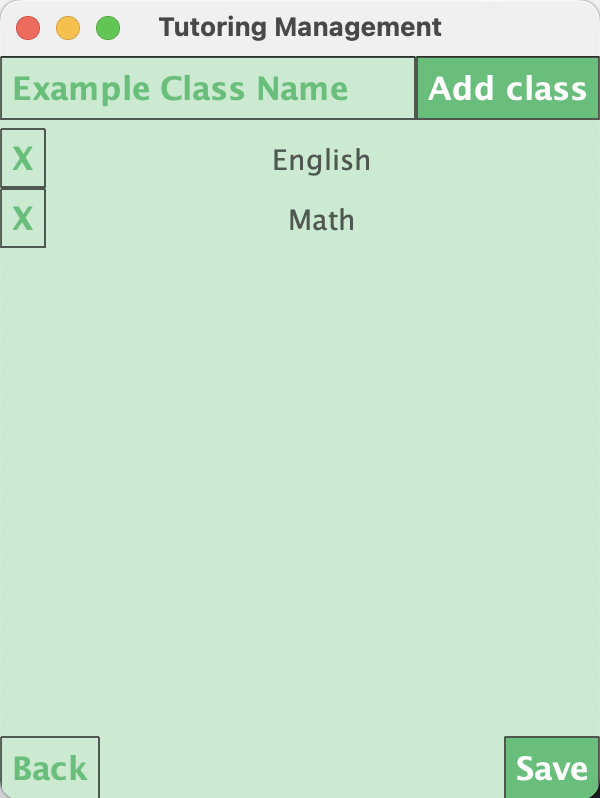 Tutoring Management
Example Class Name Add class
X English
X Math
Back Save